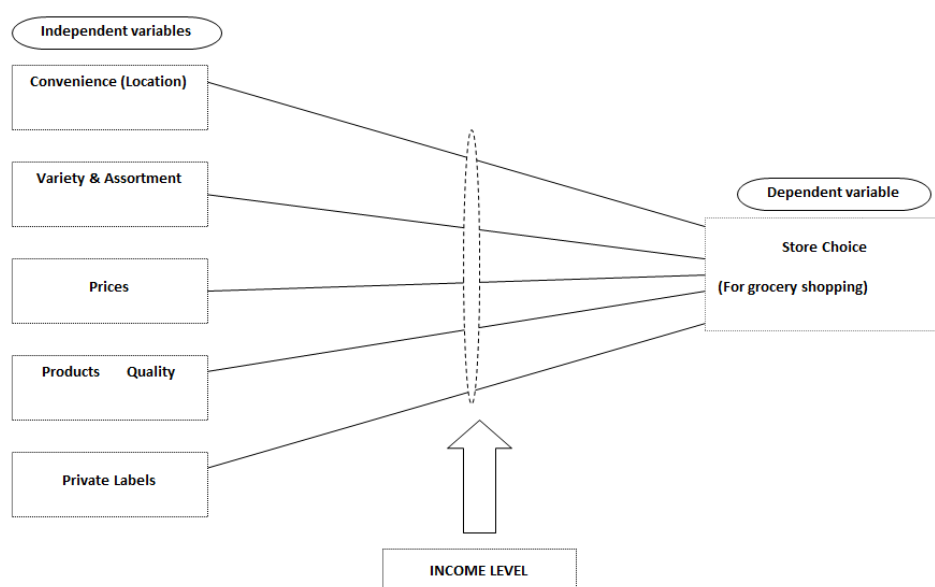 Independent variables
Convenience (Location)
Variety & Assortment
Dependent variable
Store Choice
Prices
(For grocery shopping)
Products Quality
Private Labels
INCOME LEVEL